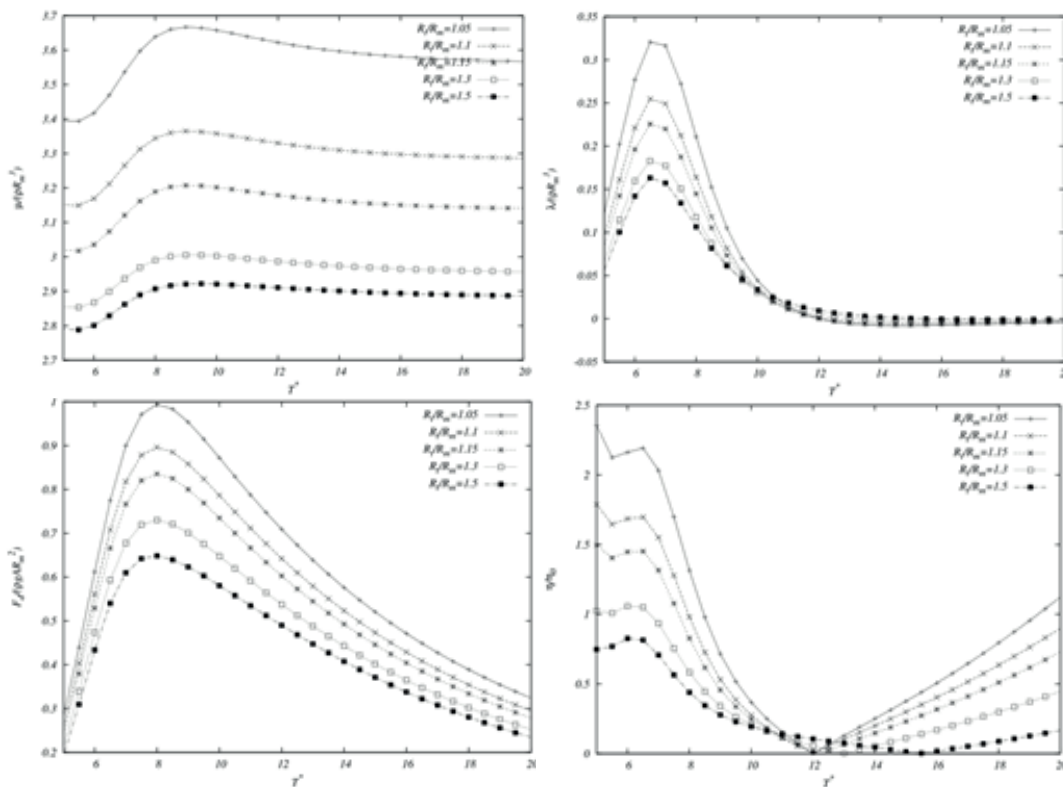 3.7
3.6
3.5
3.4
3.3
3.2
3.1
3
2.9
2.8
2.7
6 8 10 12 14 16 18 20
T*
R_f/R_m=1.05
R_f/R_m=1.1
R_f/R_m=1.15
R_f/R_m=1.3
R_f/R_m=1.5
0.4
0.35
0.3
0.25
0.2
0.15
0.1
0.05
0
-0.05
λ/(ρR_m^3)
6 8 10 12 14 16 18 20
T*
R_f/R_m=1.05
R_f/R_m=1.1
R_f/R_m=1.15
R_f/R_m=1.3
R_f/R_m=1.5
1
0.9
0.8
0.7
0.6
0.5
0.4
0.3
0.2
6 8 10 12 14 16 18 20
T*
R_f/R_m=1.05
R_f/R_m=1.1
R_f/R_m=1.15
R_f/R_m=1.3
R_f/R_m=1.5
2.5
2
1.5
1
0.5
0
6 8 10 12 14 16 18 20
T*
R_f/R_m=1.05
R_f/R_m=1.1
R_f/R_m=1.15
R_f/R_m=1.3
R_f/R_m=1.5